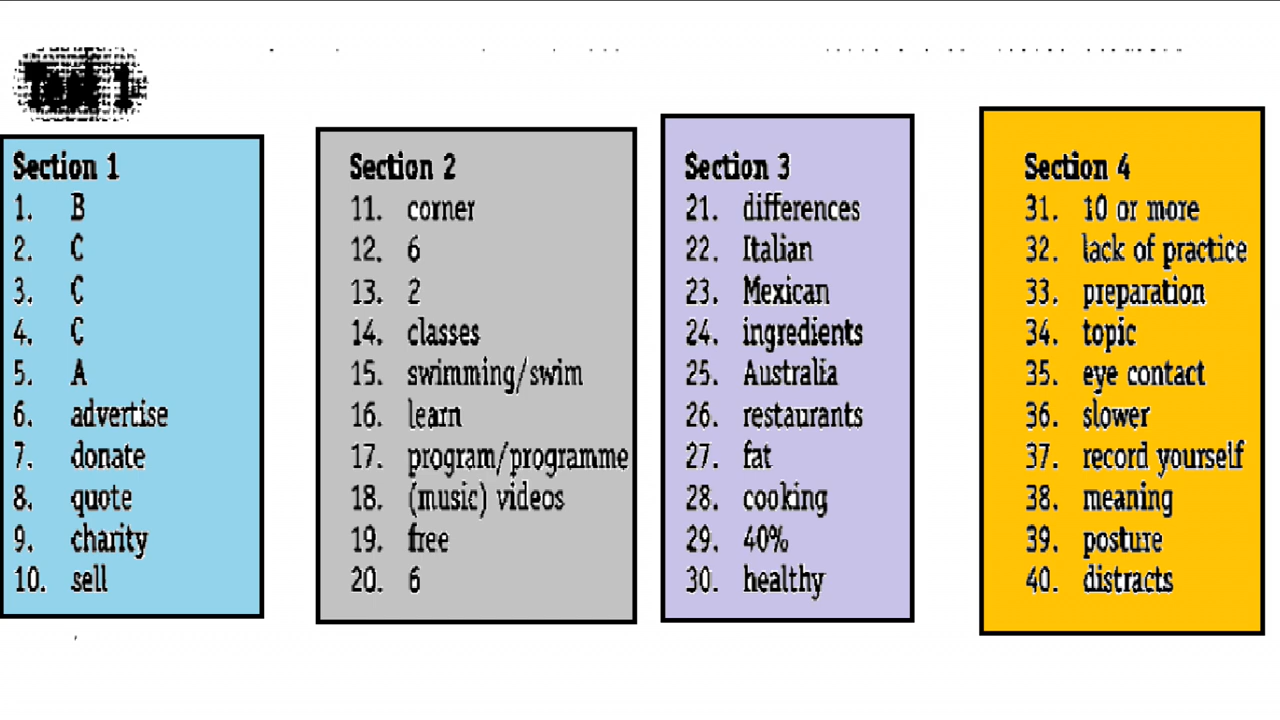 Test 1
Section 1
1. B
2. C
3. C
4. C
5. A
6. advertise
7. donate
8. quote
9. charity
10. sell
Section 2
11. corner
12. 6
13. 2
14. classes
15. swimming/swim
16. learn
17. program/programme
18. (music) videos
19. free
20. 6
Section 3
21. differences
22. Italian
23. Mexican
24. ingredients
25. Australia
26. restaurants
27. fat
28. cooking
29. 40%
30. healthy
Section 4
31. 10 or more
32. lack of practice
33. preparation
34. topic
35. eye contact
36. slower
37. record yourself
38. meaning
39. posture
40. distracts